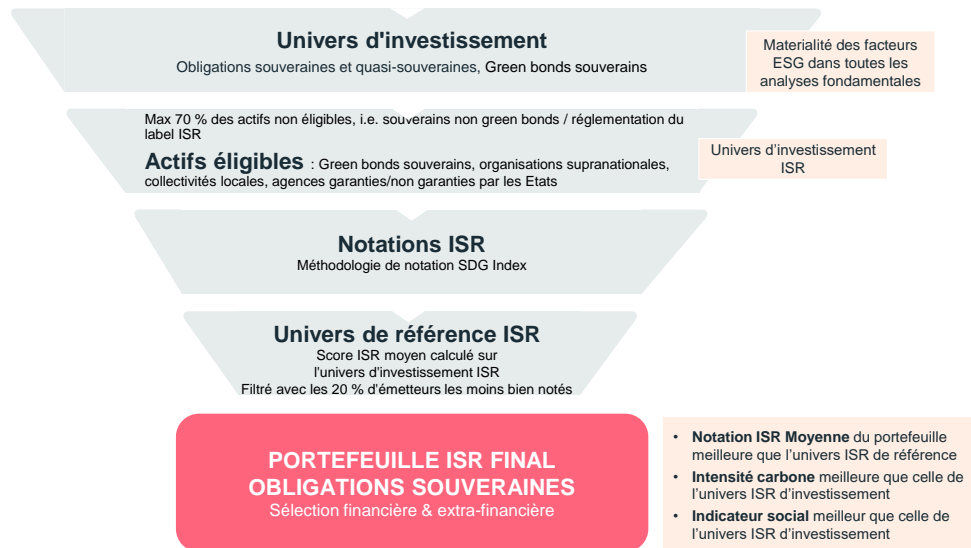 Univers d'investissement
Obligations souveraines et quasi-souveraines, Green bonds souverains
Materialité des facteurs
ESG dans toutes les
analyses fondamentales
Max 70 % des actifs non éligibles, i.e. souverains non green bonds / réglementation du
label ISR
Actifs éligibles : Green bonds souverains, organisations supranationales,
collectivités locales, agences garanties/non garanties par les Etats
Univers d'investissement
ISR
Notations ISR
Méthodologie de notation SDG Index
Univers de référence ISR
Score ISR moyen calculé sur
l'univers d'investissement ISR
Filtré avec les 20 % d'émetteurs les moins bien notés
PORTEFEUILLE ISR FINAL
OBLIGATIONS SOUVERAINES
Sélection financière & extra-financière
• Notation ISR Moyenne du portefeuille
meilleure que l'univers ISR de référence
• Intensité carbone meilleure que celle de
l'univers ISR d'investissement
• Indicateur social meilleur que celle de
l'univers ISR d'investissement